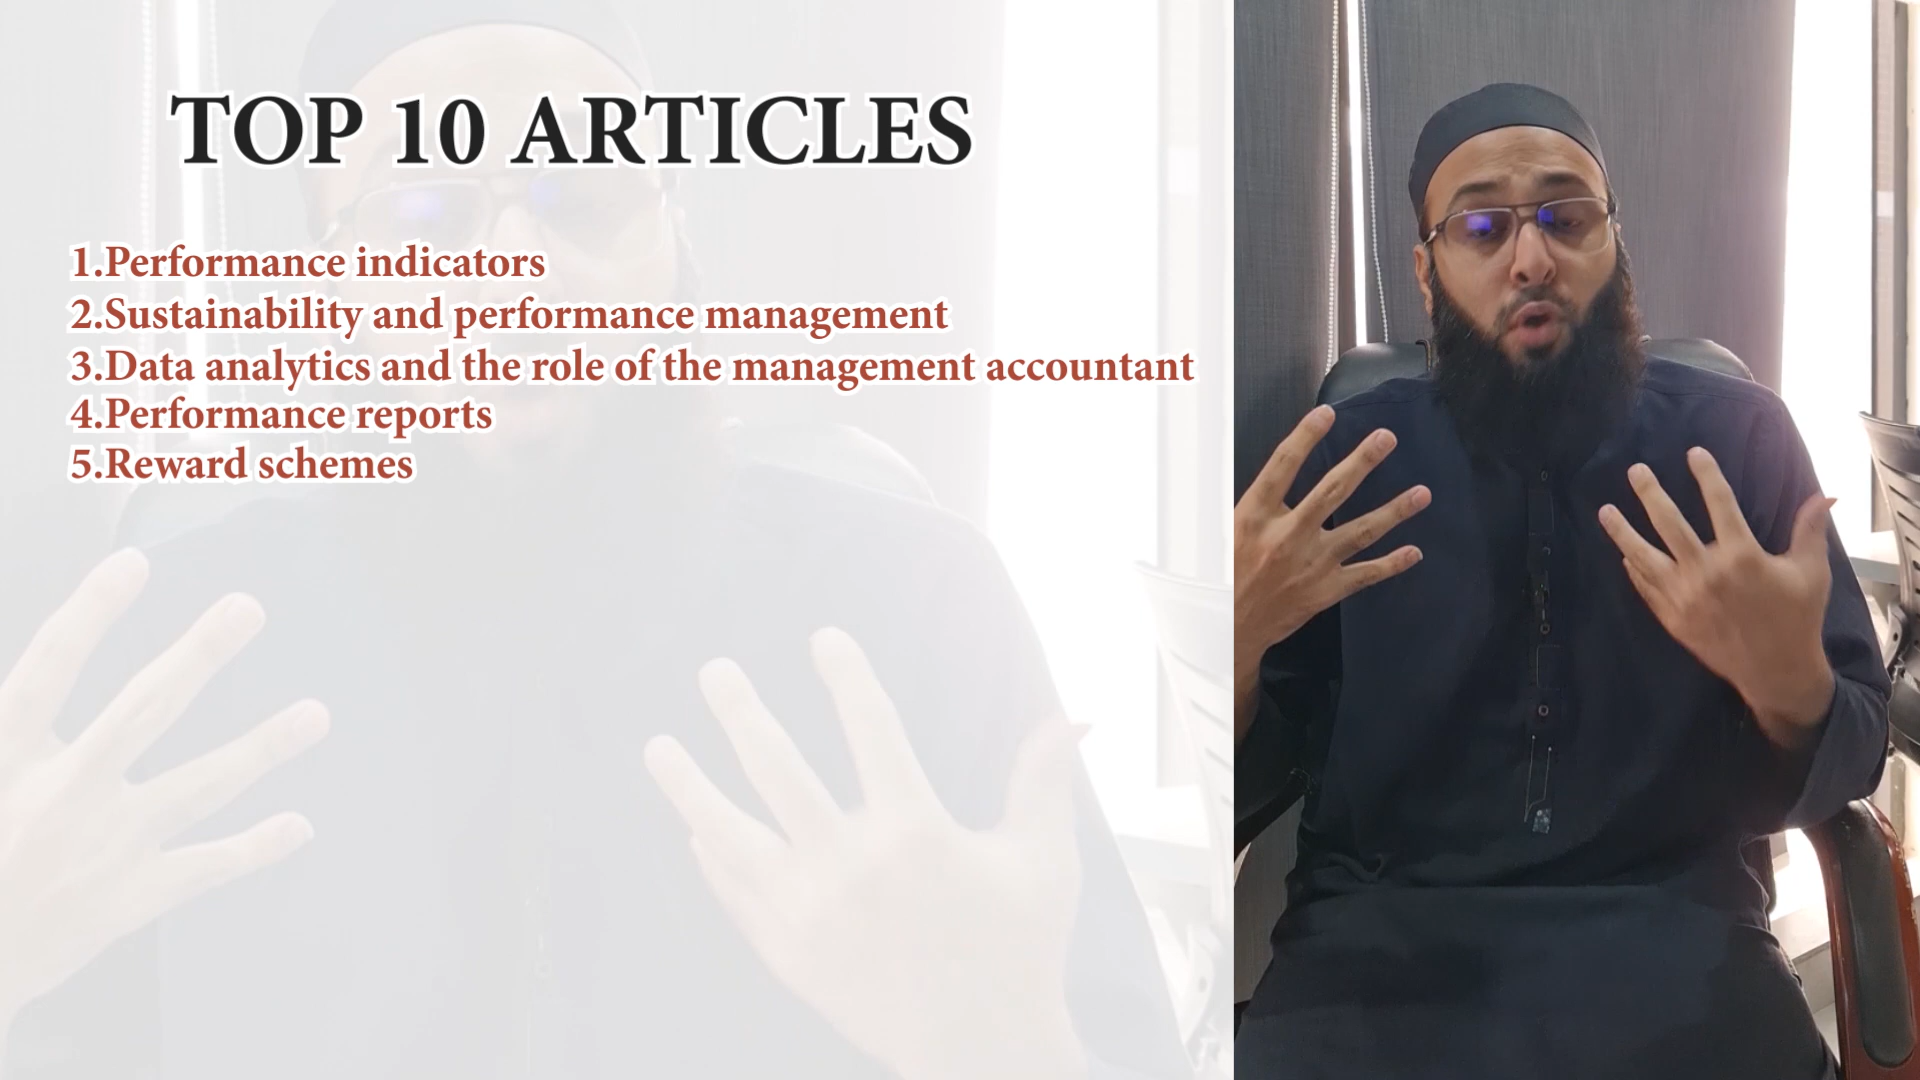 TOP 10 ARTICLES
1.Performance indicators
2.Sustainability and performance management
3.Data analytics and the role of the management accountant
4.Performance reports
5.Reward schemes